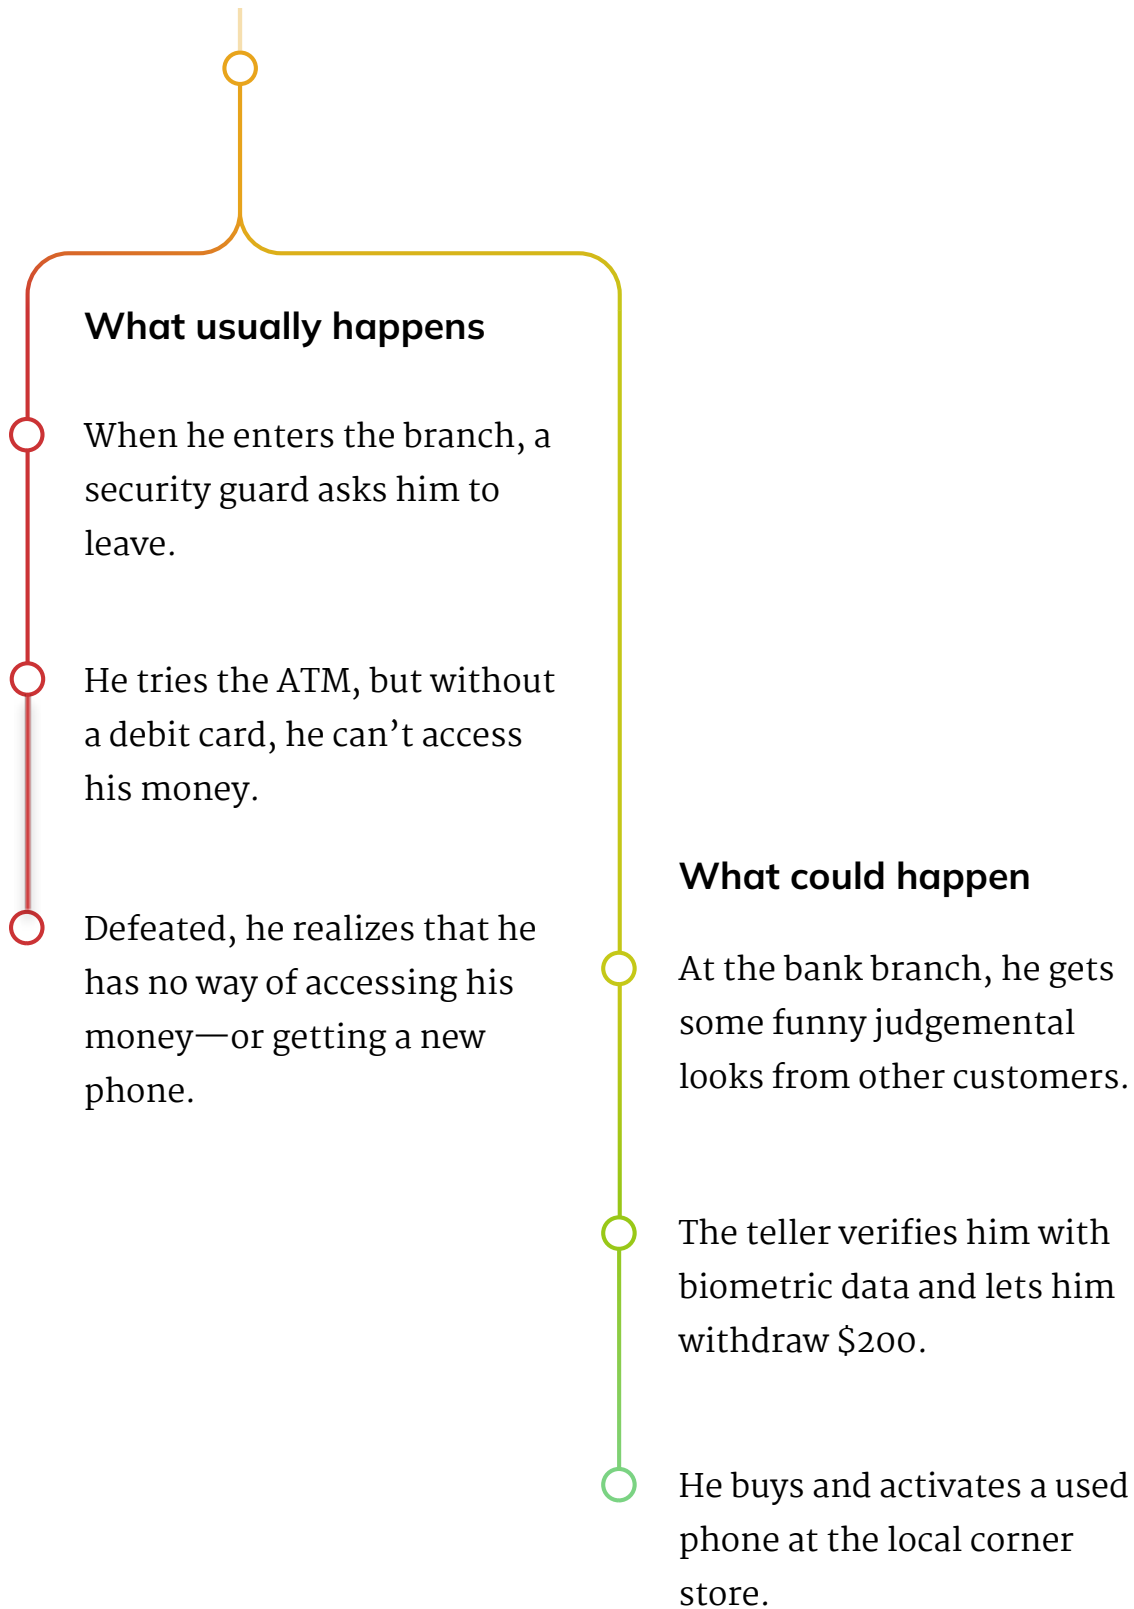 What usually happens
When he enters the branch, a
security guard asks him to
leave.
He tries the ATM, but without
a debit card, he can’t access
his money.
Defeated, he realizes that he
has no way of accessing his
money—or getting a new
phone.
What could happen
At the bank branch, he gets
some funny judgemental
looks from other customers.
The teller verifies him with
biometric data and lets him
withdraw $200.
He buys and activates a used
phone at the local corner
store.